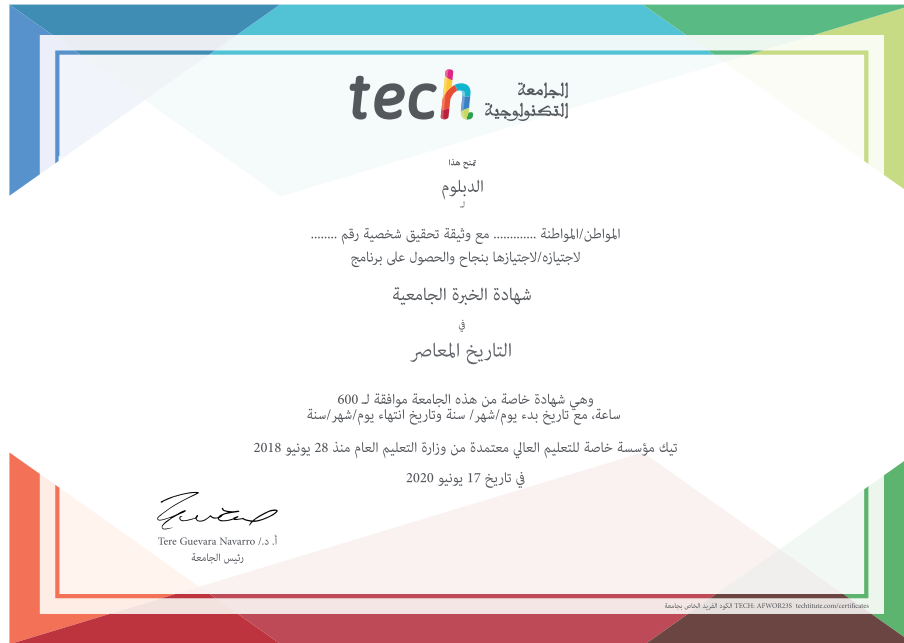 tech الجامعة
التكنولوجية
تمنح هذا
الدبلوم
لـ
المواطن/المواطنة ............. مع وثيقة تحقيق شخصية رقم ........
لاجتيازه/لاجتيازها بنجاح والحصول على برنامج
شهادة الخبرة الجامعية
في
التاريخ المعاصر
وهي شهادة خاصة من هذه الجامعة موافقة لـ 600
ساعة، مع تاريخ بدء يوم/شهر/ سنة وتاريخ انتهاء يوم/شهر/سنة
تيك مؤسسة خاصة للتعليم العالي معتمدة من وزارة التعليم العام منذ 28 يونيو 2018
في تاريخ 17 يونيو 2020
أ. د./ Tere Guevara Navarro
رئيس الجامعة
الكود الفريد الخاص بجامعة TECH: AFWOR23S techtitute.com/certificates